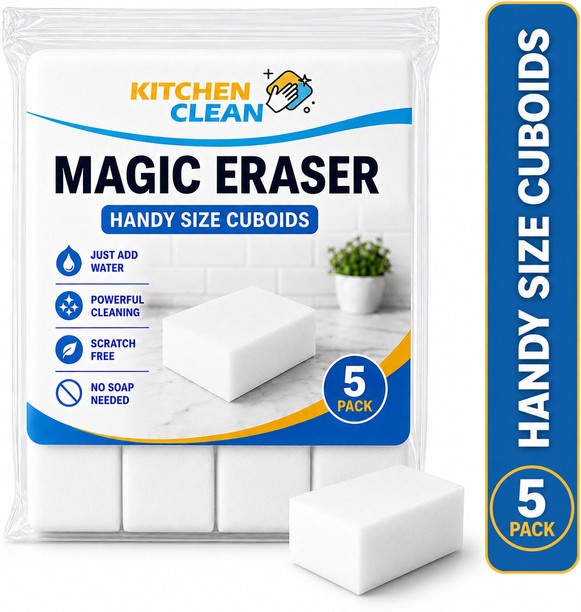 KITCHEN
CLEAN
MAGIC ERASER
HANDY SIZE CUBOIDS
JUST ADD
WATER
POWERFUL
CLEANING
SCRATCH
FREE
NO SOAP
NEEDED
5
PACK
HANDY SIZE CUBOIDS
5
PACK